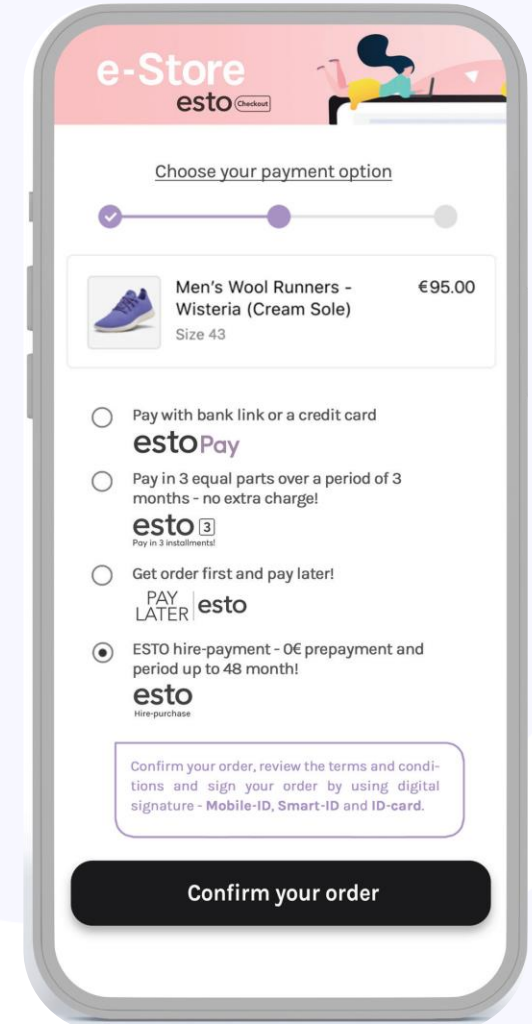 e-Store
esto Checkout
Choose your payment option
Men's Wool Runners -
Wisteria (Cream Sole)
Size 43
€95.00
Pay with bank link or a credit card
estoPay
Pay in 3 equal parts over a period of 3
months - no extra charge!
esto 3
Pay in 3 installments!
Get order first and pay later!
PAY
LATER esto
ESTO hire-payment - 0€ prepayment and
period up to 48 month!
esto
Hire-purchase
Confirm your order, review the terms and condi-
tions and sign your order by using digital
signature - Mobile-ID, Smart-ID and ID-card.
Confirm your order